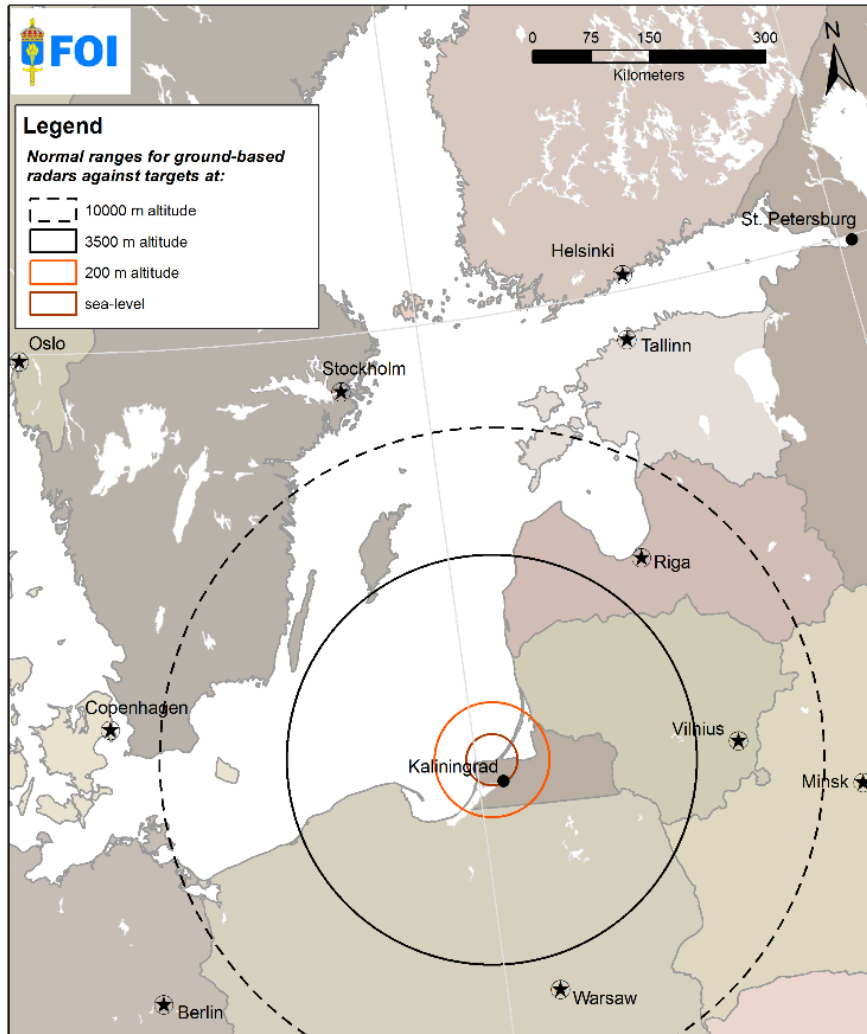 FOI
0 75 150 300
Kilometers
N
Legend
Normal ranges for ground-based
radars against targets at:
10000 m altitude
3500 m altitude
200 m altitude
sea-level
St. Petersburg
Helsinki
Oslo
Tallinn
Stockholm
Riga
Copenhagen
Vilnius
Kaliningrad
Minsk
Warsaw
Berlin